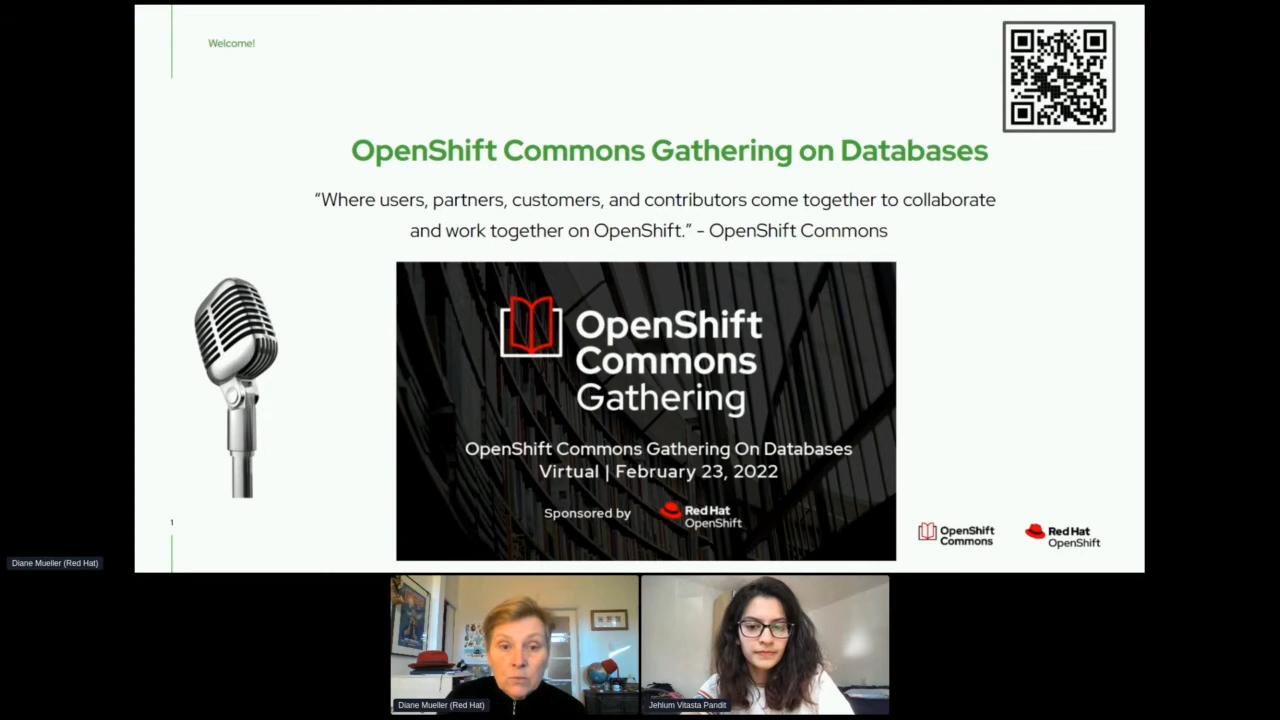 Welcome!
OpenShift Commons Gathering on Databases
“Where users, partners, customers, and contributors come together to collaborate
and work together on OpenShift.” - OpenShift Commons
OpenShift
Commons
Gathering
OpenShift Commons Gathering On Databases
Virtual | February 23, 2022
Sponsored by
Red Hat
OpenShift
1
OpenShift
Commons
Red Hat
OpenShift
Diane Mueller (Red Hat)
Diane Mueller (Red Hat)
Jehlum Vitasta Pandit